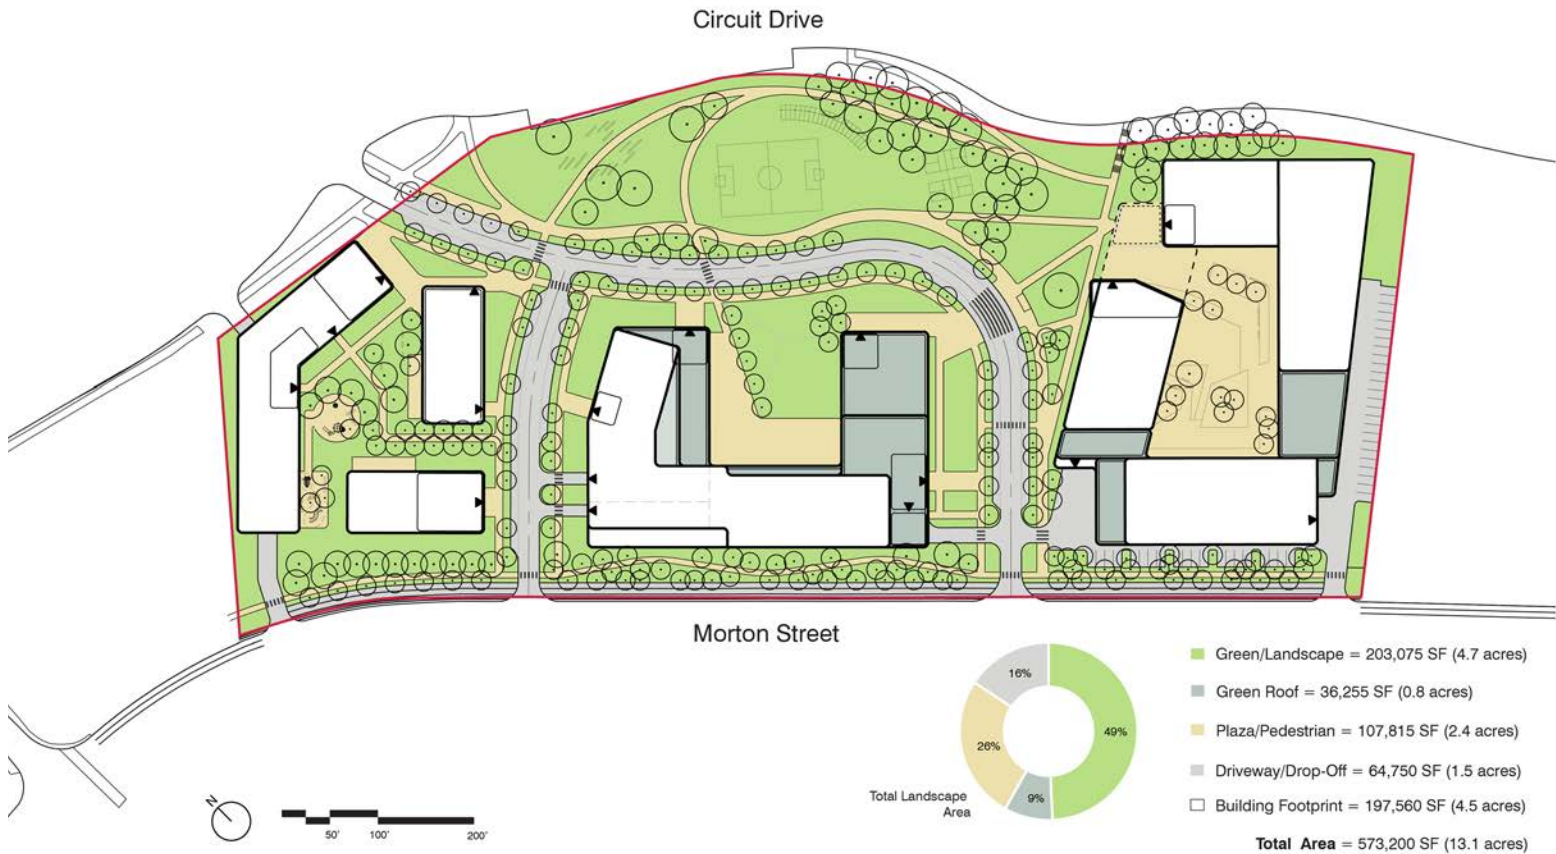 Circuit Drive
Morton Street
Green/Landscape = 203,075 SF (4.7 acres)
Green Roof = 36,255 SF (0.8 acres)
Plaza/Pedestrian = 107,815 SF (2.4 acres)
Driveway/Drop-Off = 64,750 SF (1.5 acres)
Building Footprint = 197,560 SF (4.5 acres)
Total Area = 573,200 SF (13.1 acres)
16%
49%
26%
9%
Total Landscape
Area
N
50'
100'
200'